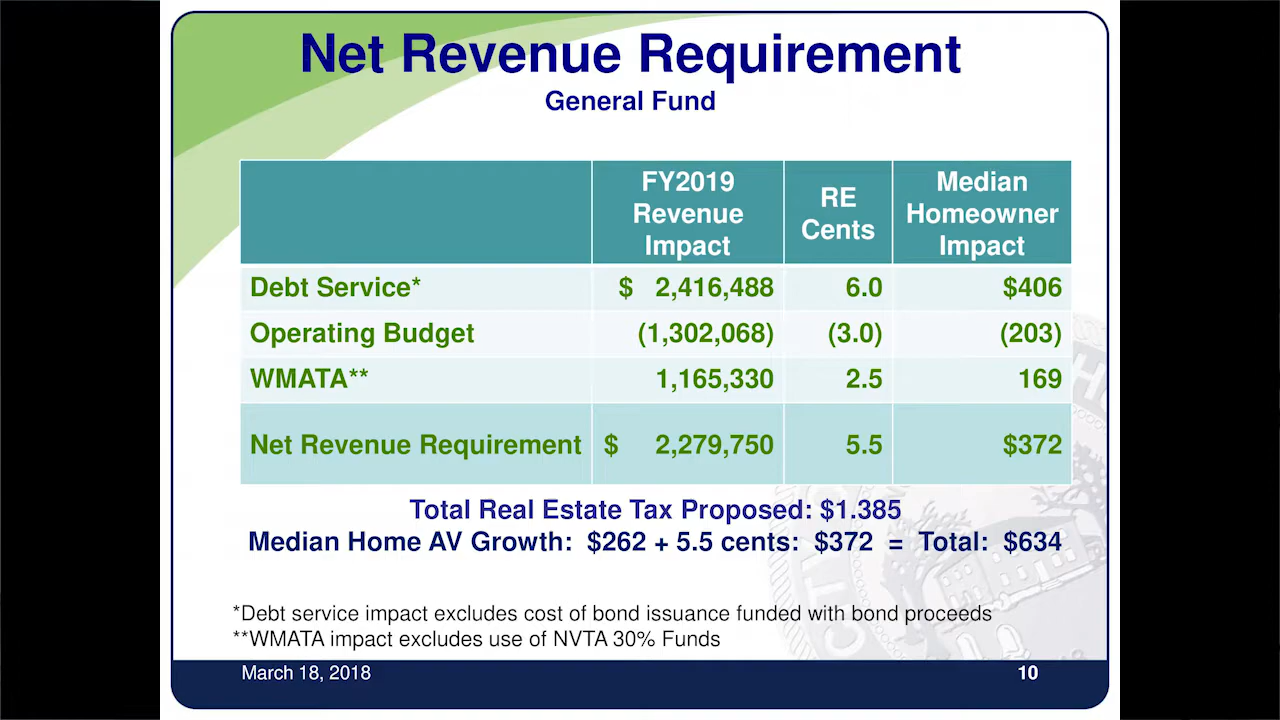 Net Revenue Requirement
General Fund
FY2019 Revenue Impact RE Cents Median Homeowner Impact
Debt Service* $ 2,416,488 6.0 $406
Operating Budget (1,302,068) (3.0) (203)
WMATA** 1,165,330 2.5 169
Net Revenue Requirement $ 2,279,750 5.5 $372
Total Real Estate Tax Proposed: $1.385
Median Home AV Growth: $262 + 5.5 cents: $372 = Total: $634
*Debt service impact excludes cost of bond issuance funded with bond proceeds
**WMATA impact excludes use of NVTA 30% Funds
March 18, 2018 10